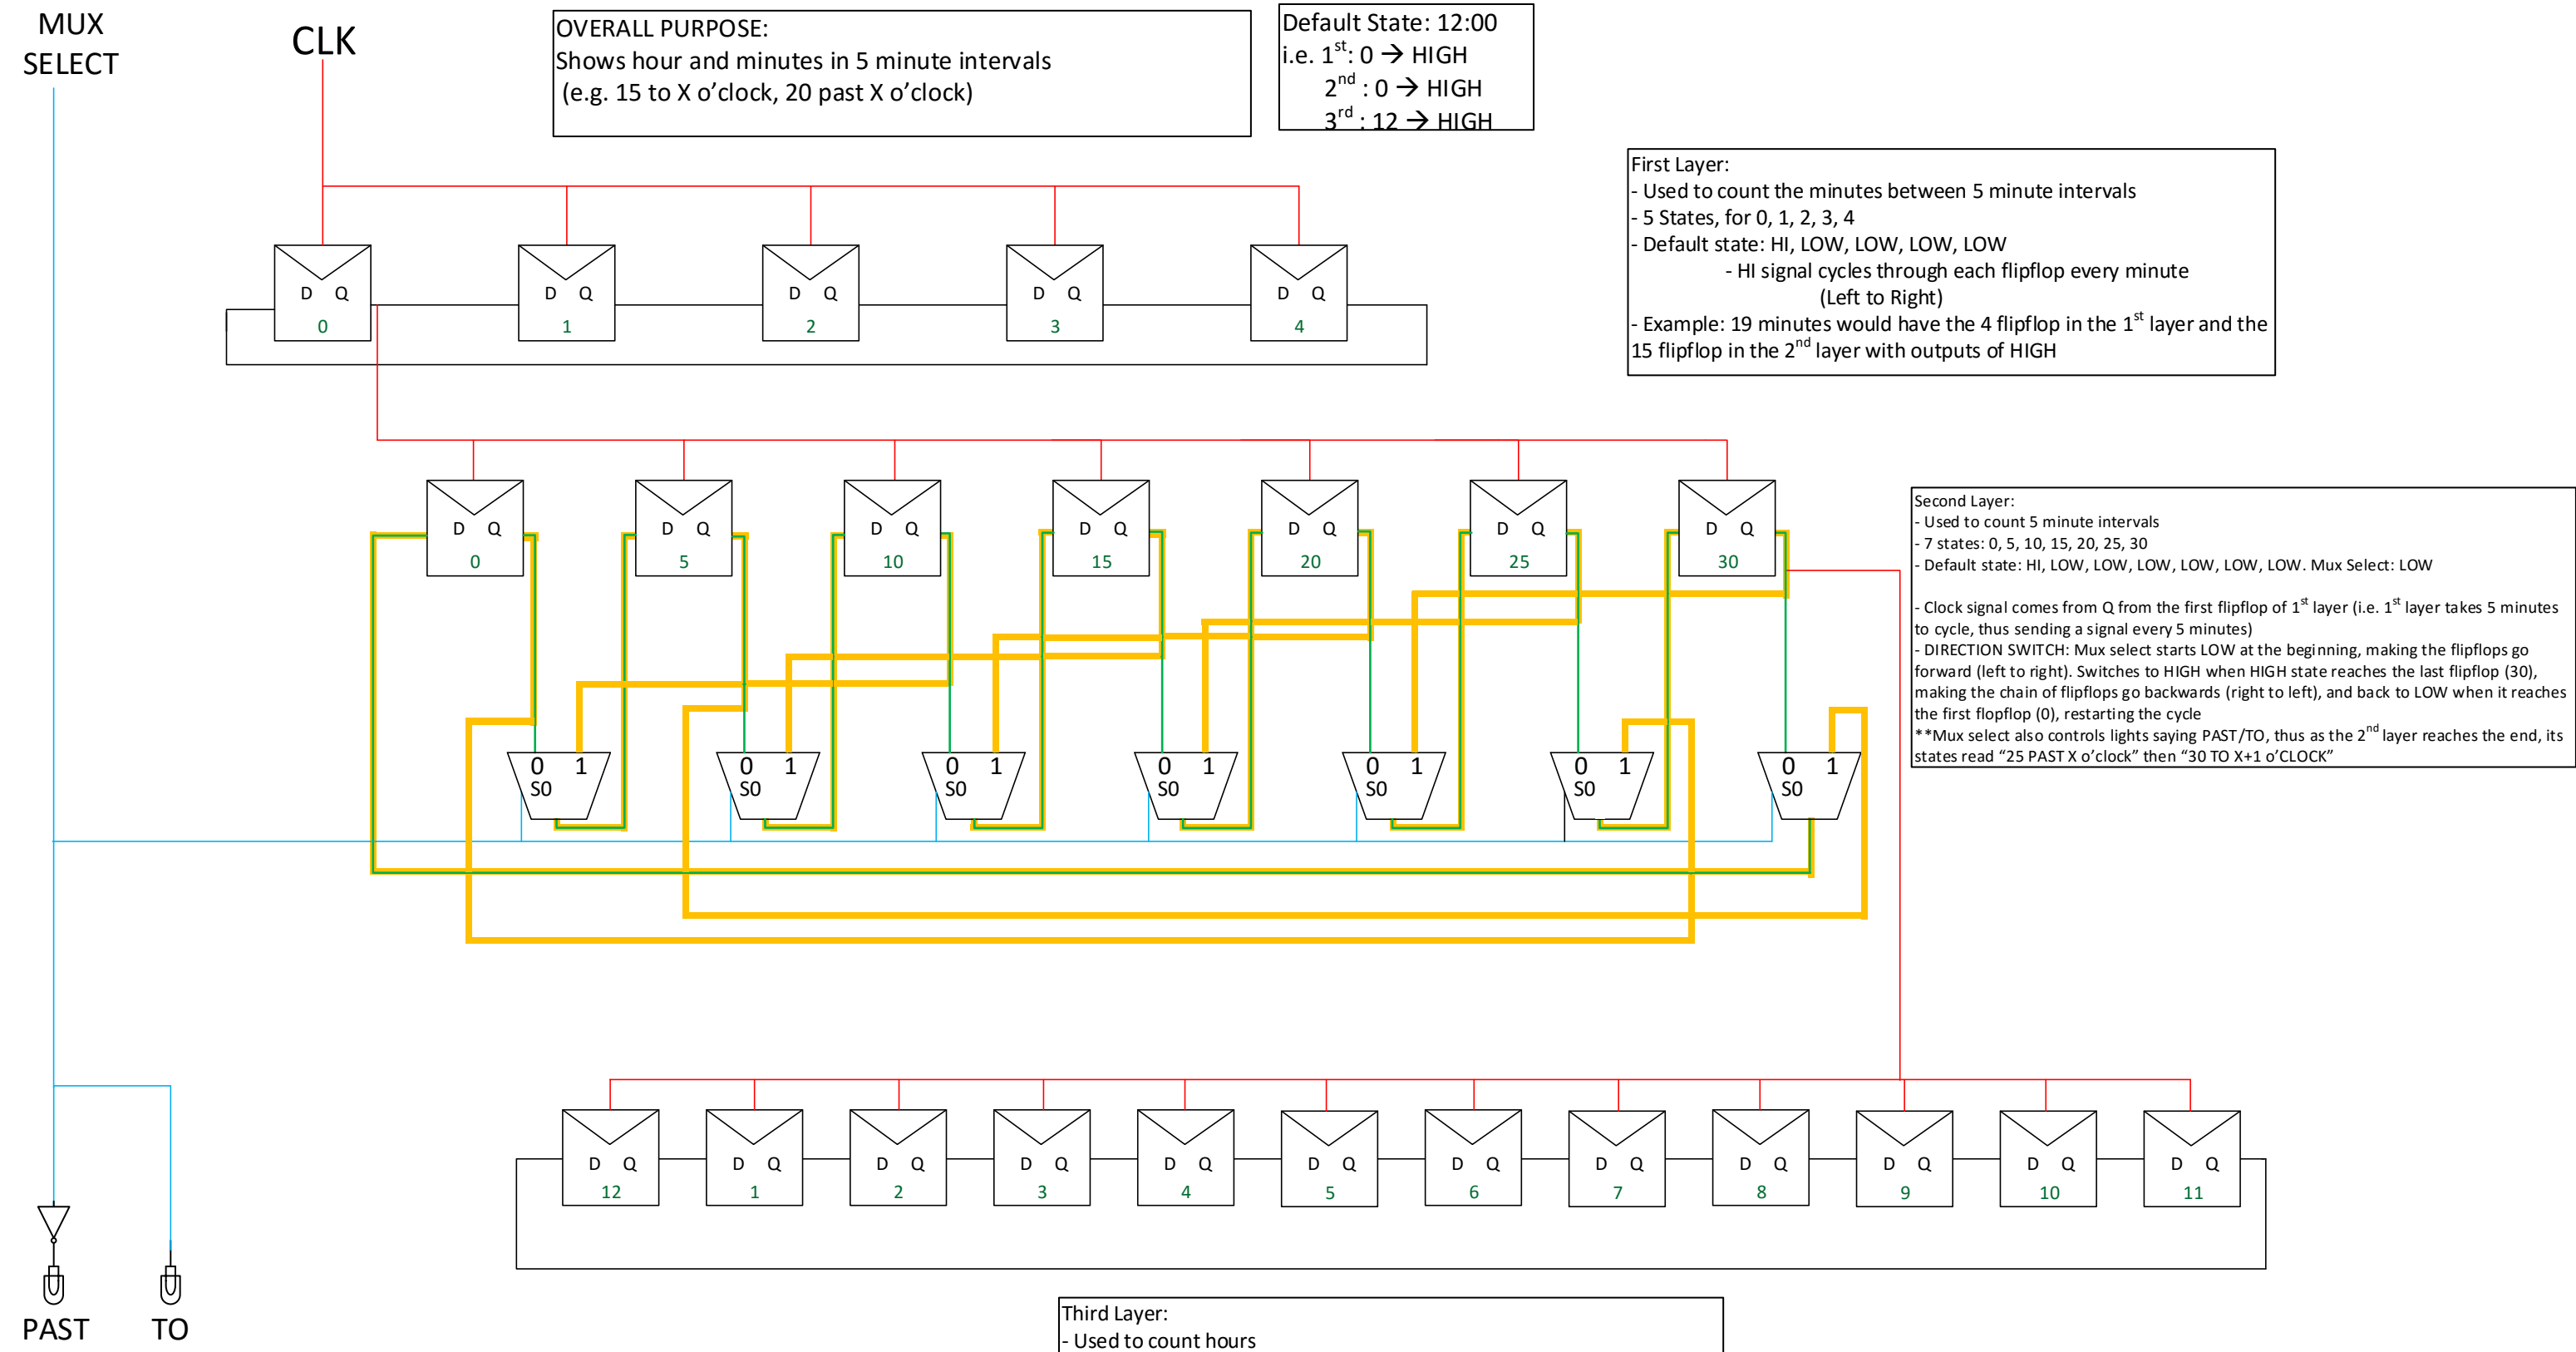 MUX
SELECT
CLK
OVERALL PURPOSE:
Shows hour and minutes in 5 minute intervals
(e.g. 15 to X o’clock, 20 past X o’clock)
Default State: 12:00
i.e. 1st: 0 → HIGH
2nd : 0 → HIGH
3rd : 12 → HIGH
First Layer:
- Used to count the minutes between 5 minute intervals
- 5 States, for 0, 1, 2, 3, 4
- Default state: HI, LOW, LOW, LOW, LOW
- HI signal cycles through each flipflop every minute
(Left to Right)
- Example: 19 minutes would have the 4 flipflop in the 1st layer and the
15 flipflop in the 2nd layer with outputs of HIGH
D Q D Q D Q D Q D Q
0 1 2 3 4
D Q D Q D Q D Q D Q D Q D Q
0 5 10 15 20 25 30
Second Layer:
- Used to count 5 minute intervals
- 7 states: 0, 5, 10, 15, 20, 25, 30
- Default state: HI, LOW, LOW, LOW, LOW, LOW, LOW. Mux Select: LOW
- Clock signal comes from Q from the first flipflop of 1st layer (i.e. 1st layer takes 5 minutes
to cycle, thus sending a signal every 5 minutes)
- DIRECTION SWITCH: Mux select starts LOW at the beginning, making the flipflops go
forward (left to right). Switches to HIGH when HIGH state reaches the last flipflop (30),
making the chain of flipflops go backwards (right to left), and back to LOW when it reaches
the first flopflop (0), restarting the cycle
**Mux select also controls lights saying PAST/TO, thus as the 2nd layer reaches the end, its
states read “25 PAST X o’clock” then “30 TO X+1 o’CLOCK”
0 1 0 1 0 1 0 1 0 1 0 1 0 1
S0 S0 S0 S0 S0 S0 S0
D Q D Q D Q D Q D Q D Q D Q D Q D Q D Q D Q D Q
12 1 2 3 4 5 6 7 8 9 10 11
PAST TO
Third Layer:
- Used to count hours